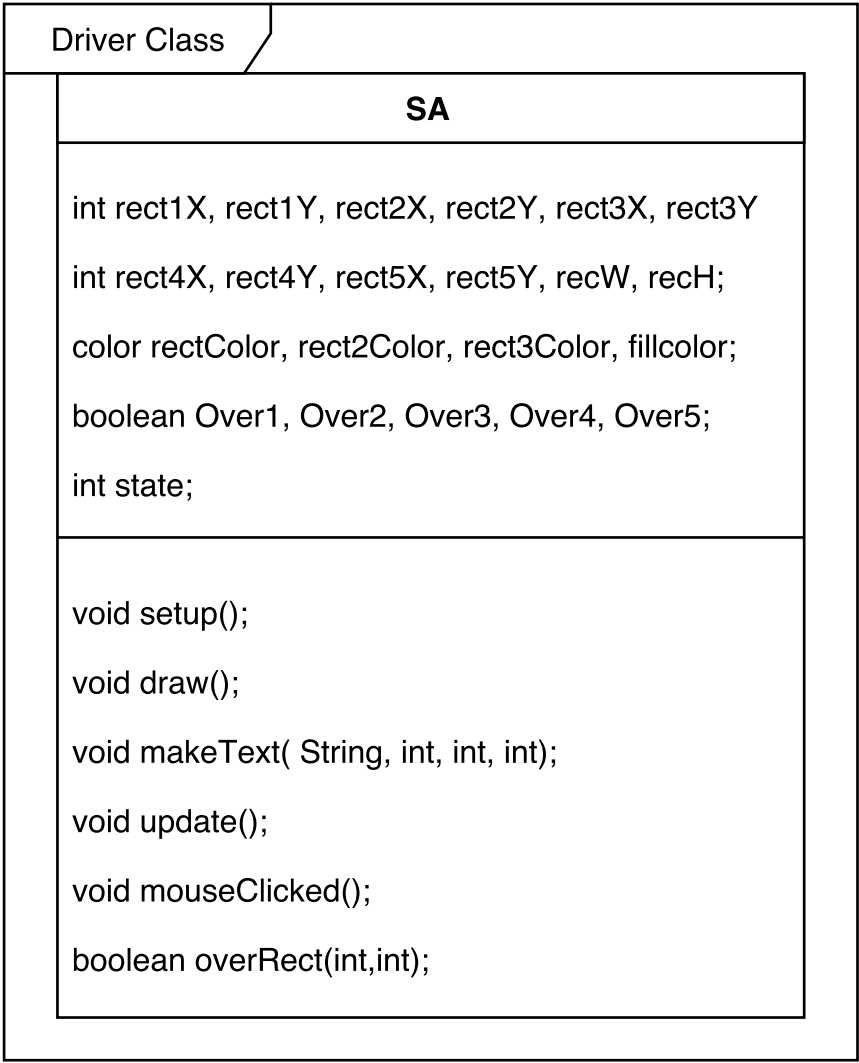 Driver Class
SA
int rect1X, rect1Y, rect2X, rect2Y, rect3X, rect3Y
int rect4X, rect4Y, rect5X, rect5Y, recW, recH;
color rectColor, rect2Color, rect3Color, fillcolor;
boolean Over1, Over2, Over3, Over4, Over5;
int state;
void setup();
void draw();
void makeText( String, int, int, int);
void update();
void mouseClicked();
boolean overRect(int,int);